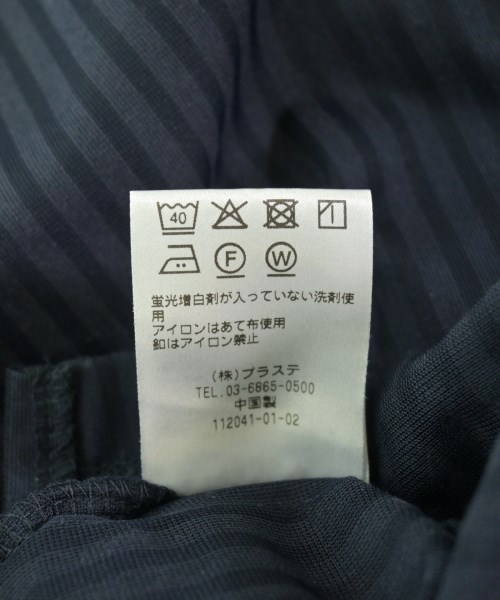 40
F W
蛍光増白剤が入っていない洗剤使
用
アイロンはあて布使用
釦はアイロン禁止
(株)プラステ
TEL.03-6865-0500
中国製
112041-01-02